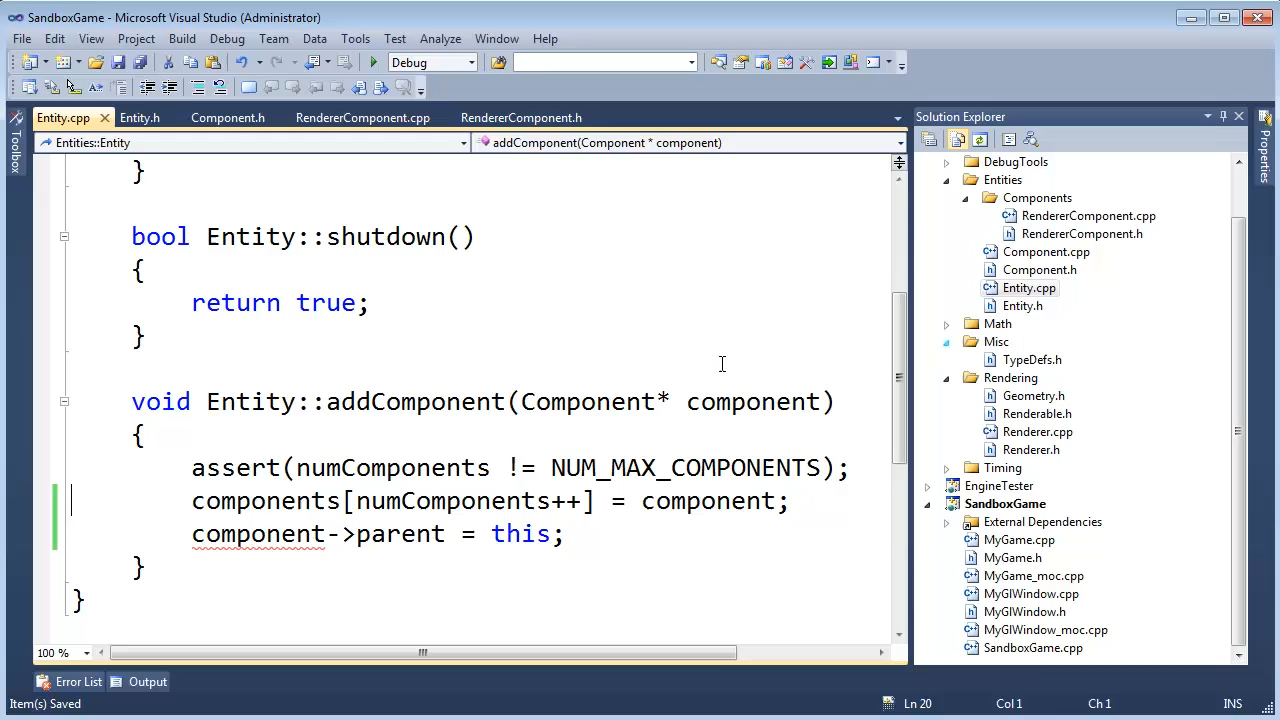 SandboxGame - Microsoft Visual Studio (Administrator)
File Edit View Project Build Debug Team Data Tools Test Analyze Window Help
Debug
Entity.cpp Entity.h Component.h RendererComponent.cpp RendererComponent.h
Entities::Entity addComponent(Component * component)
Toolbox
}
bool Entity::shutdown()
{
return true;
}
void Entity::addComponent(Component* component)
{
assert(numComponents != NUM_MAX_COMPONENTS);
components[numComponents++] = component;
component->parent = this;
}
}
100 %
Solution Explorer
DebugTools
Entities
Components
RendererComponent.cpp
RendererComponent.h
Component.cpp
Component.h
Entity.cpp
Entity.h
Math
Misc
TypeDefs.h
Rendering
Geometry.h
Renderable.h
Renderer.cpp
Renderer.h
Timing
EngineTester
SandboxGame
External Dependencies
MyGame.cpp
MyGame.h
MyGame_moc.cpp
MyGlWindow.cpp
MyGlWindow.h
MyGlWindow_moc.cpp
SandboxGame.cpp
Properties
Error List Output
Item(s) Saved Ln 20 Col 1 Ch 1 INS